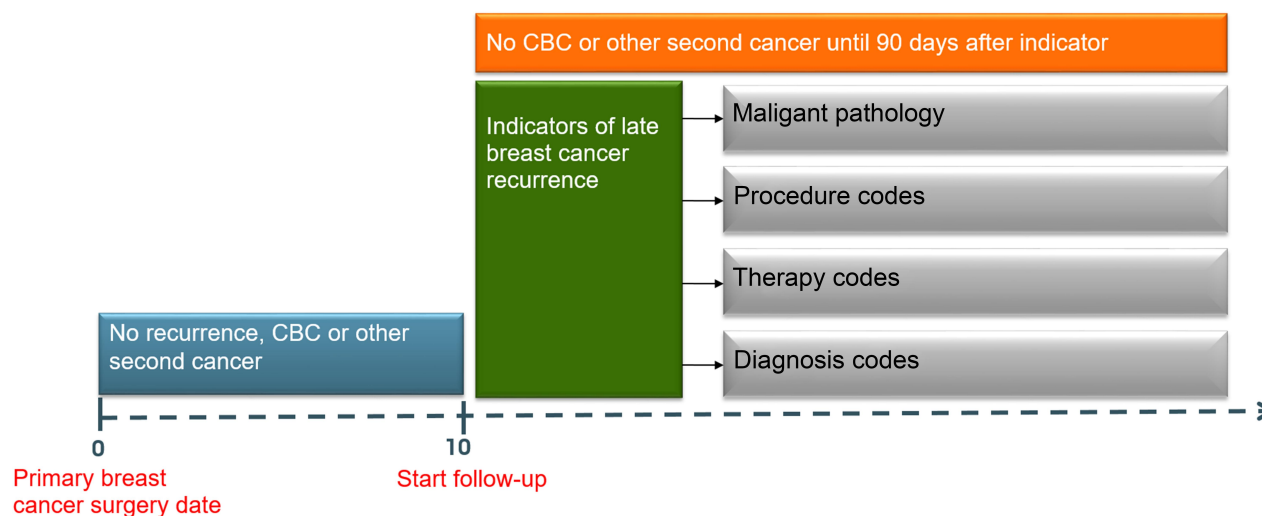 No CBC or other second cancer until 90 days after indicator
Indicators of late
breast cancer
recurrence
Maligant pathology
Procedure codes
Therapy codes
Diagnosis codes
No recurrence, CBC or other
second cancer
0
10
Primary breast
cancer surgery date
Start follow-up